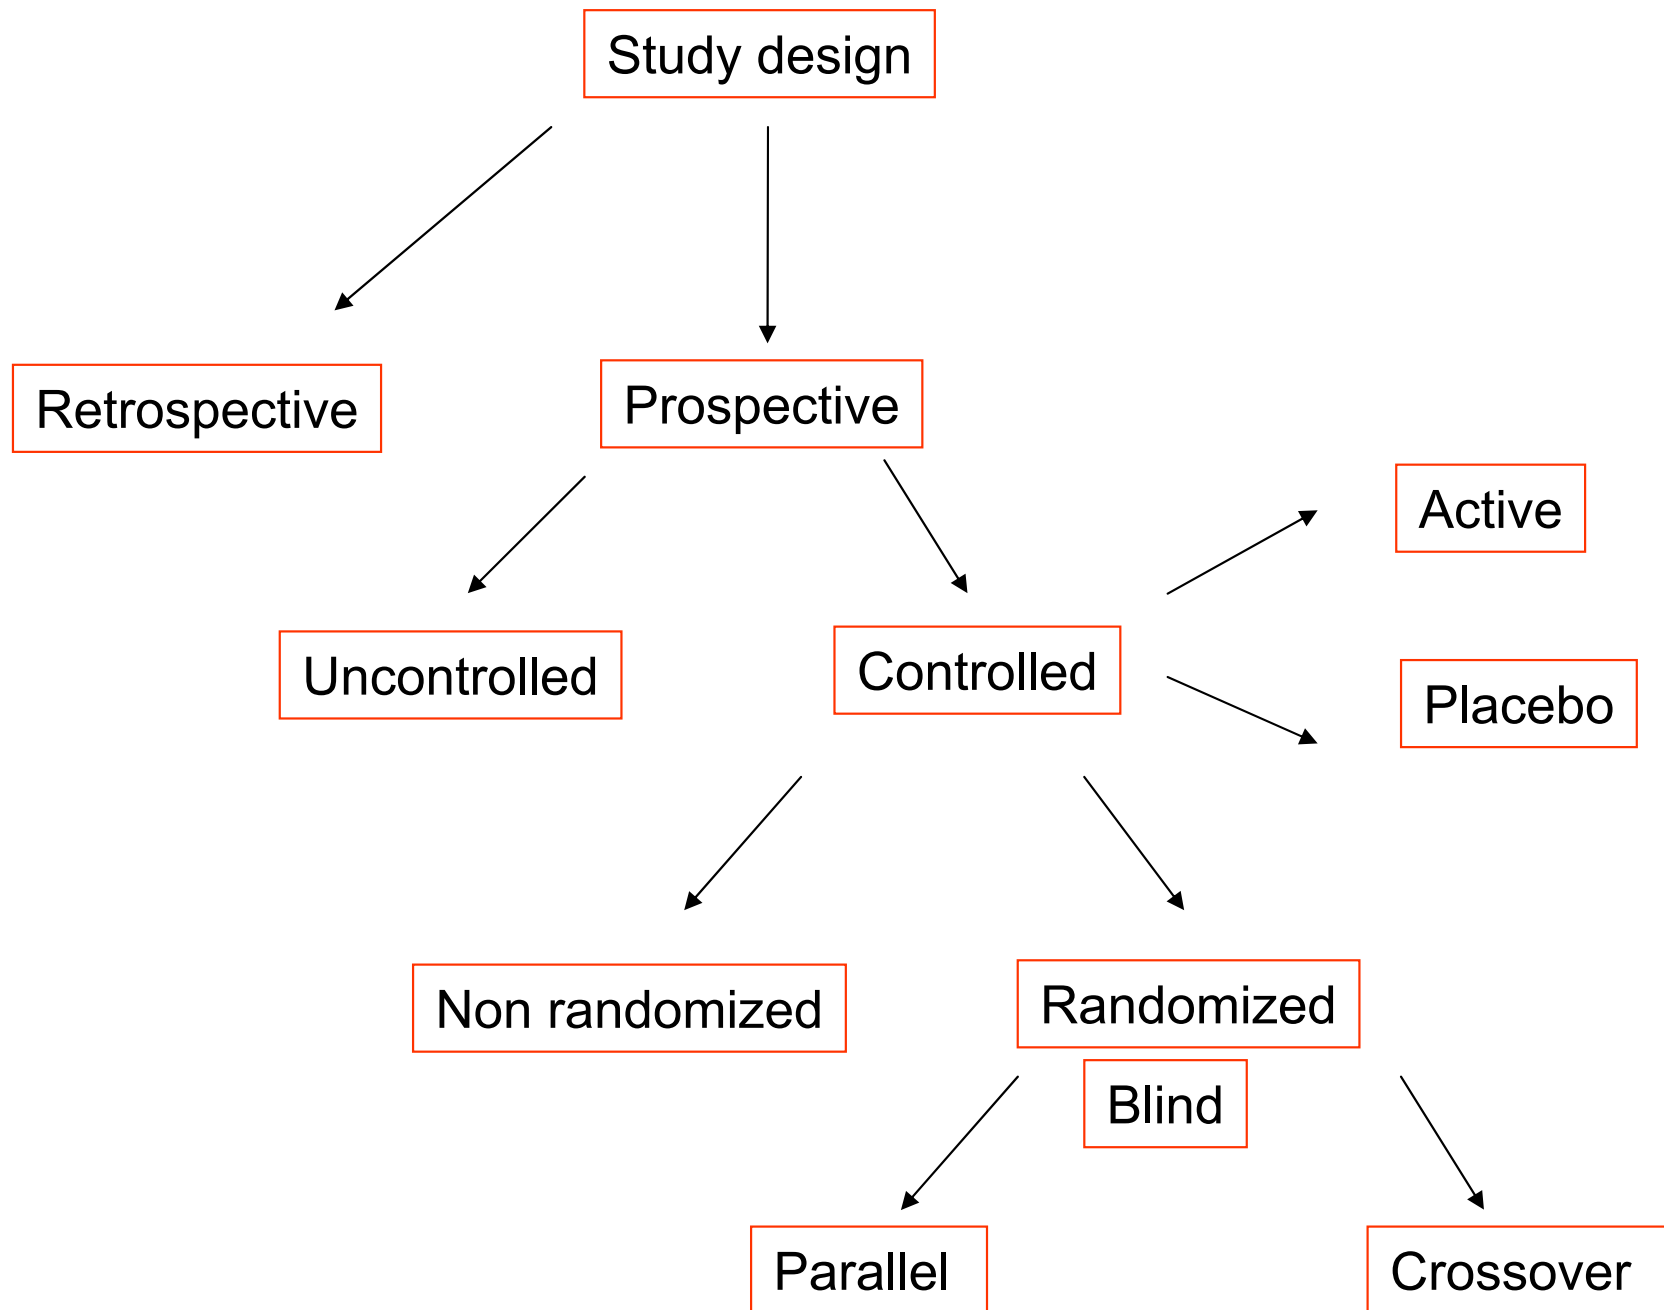 Study design
Retrospective
Prospective
Active
Uncontrolled
Controlled
Placebo
Non randomized
Randomized
Blind
Parallel
Crossover